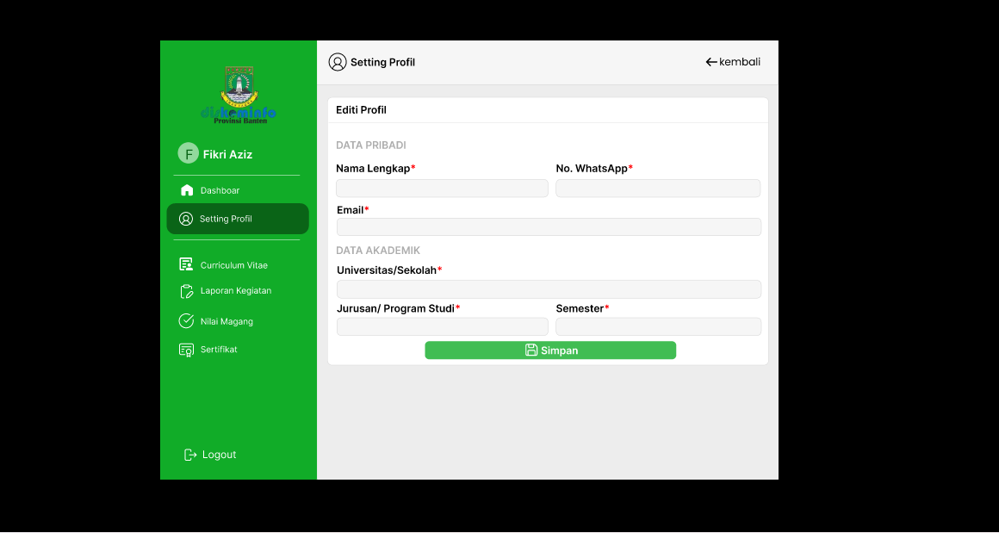 diskominfo
Provinsi Banten
F Fikri Aziz
Dashboar
Setting Profil
Curriculum Vitae
Laporan Kegiatan
Nilai Magang
Sertifikat
Logout
Setting Profil
kembali
Editi Profil
DATA PRIBADI
Nama Lengkap* No. WhatsApp*
Email*
DATA AKADEMIK
Universitas/Sekolah*
Jurusan/ Program Studi* Semester*
Simpan